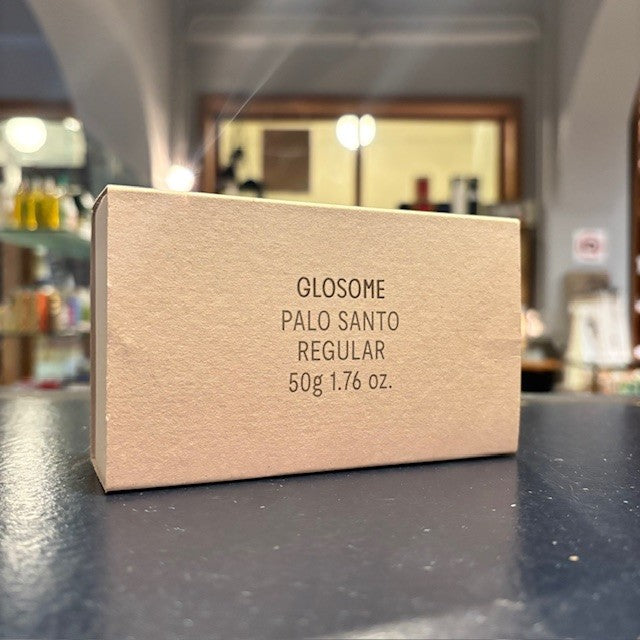 GLOSOME
PALO SANTO
REGULAR
50g 1.76 oz.